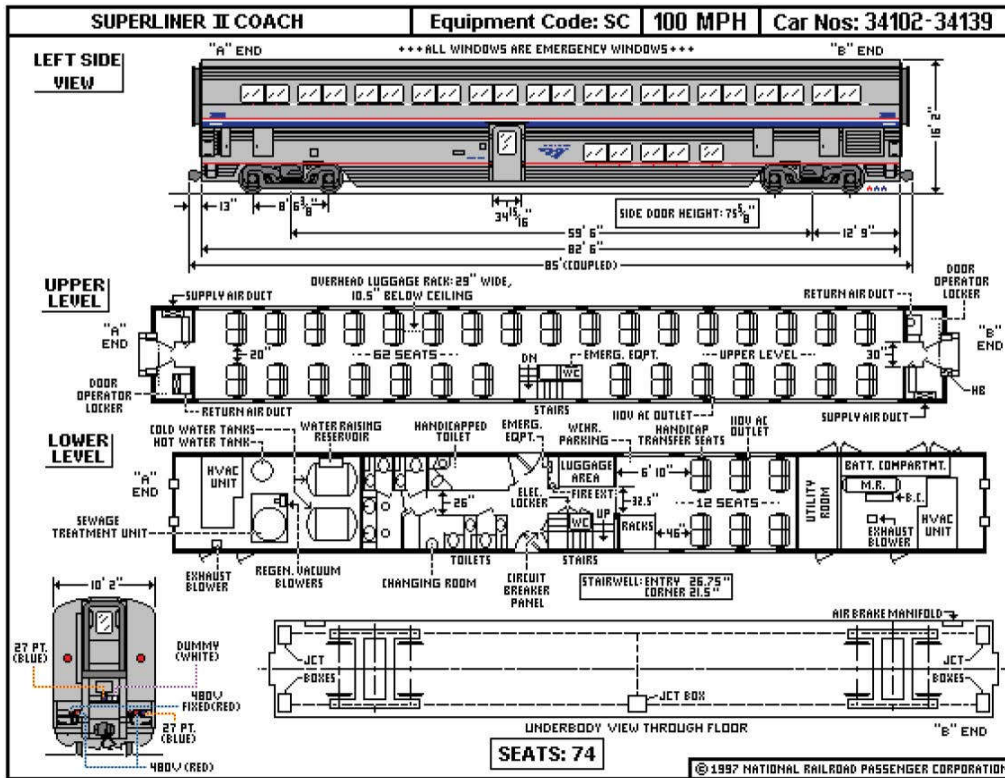 SUPERLINER II COACH
Equipment Code: SC
100 MPH
Car Nos: 34102-34139
LEFT SIDE
VIEW
"A" END
+++ALL WINDOWS ARE EMERGENCY WINDOWS+++
"B" END
16' 2"
13"
8' 6 3/8"
34 15/16"
SIDE DOOR HEIGHT: 75 5/8"
59' 6"
12' 9"
82' 6"
85' (COUPLED)
UPPER
LEVEL
SUPPLY AIR DUCT
OVERHEAD LUGGAGE RACK: 29" WIDE,
10.5" BELOW CEILING
RETURN AIR DUCT
DOOR
OPERATOR
LOCKER
"A"
END
20"
62 SEATS
DN
WC
EMERG. EQPT.
UPPER LEVEL
30"
"B"
END
HB
DOOR
OPERATOR
LOCKER
RETURN AIR DUCT
STAIRS
110V AC OUTLET
SUPPLY AIR DUCT
LOWER
LEVEL
COLD WATER TANKS
HOT WATER TANK
WATER RAISING
RESERVOIR
HANDICAPPED
TOILET
EMERG.
EQPT.
WCHR.
PARKING
HANDICAP
TRANSFER SEATS
110V AC
OUTLET
"A"
END
HVAC
UNIT
26"
ELEC.
LOCKER
LUGGAGE
AREA
FIRE EXT.
6' 10"
32.5"
12 SEATS
UTILITY
ROOM
BATT. COMPARTMT.
M.R.
B.C.
EXHAUST
BLOWER
HVAC
UNIT
"B"
END
WC
UP
RACKS
46"
SEWAGE
TREATMENT UNIT
EXHAUST
BLOWER
REGEN. VACUUM
BLOWERS
CHANGING ROOM
TOILETS
CIRCUIT
BREAKER
PANEL
STAIRS
STAIRWELL: ENTRY 26.75"
CORNER 21.5"
10' 2"
27 PT.
(BLUE)
DUMMY
(WHITE)
480V
FIXED (RED)
27 PT.
(BLUE)
480V (RED)
AIR BRAKE MANIFOLD
JCT
BOXES
JCT BOX
JCT
BOXES
UNDERBODY VIEW THROUGH FLOOR
"B" END
SEATS: 74
© 1997 NATIONAL RAILROAD PASSENGER CORPORATION